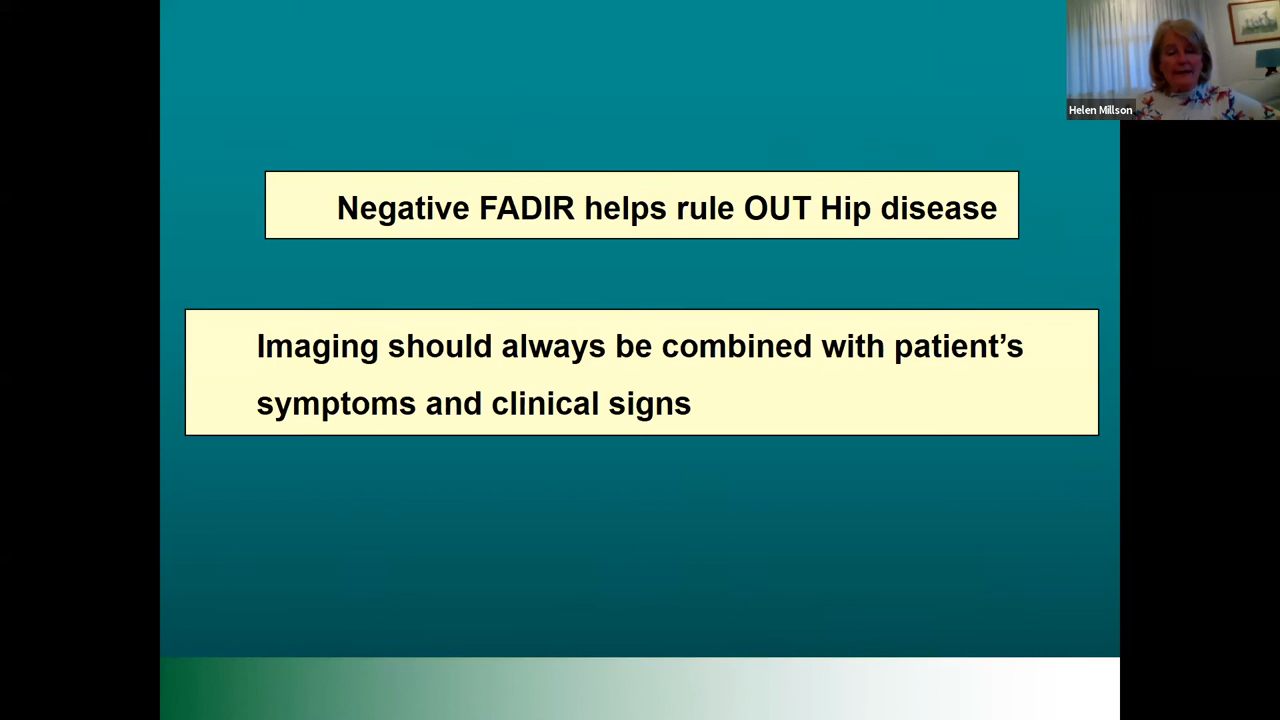 Helen Millson
Negative FADIR helps rule OUT Hip disease
Imaging should always be combined with patient’s
symptoms and clinical signs